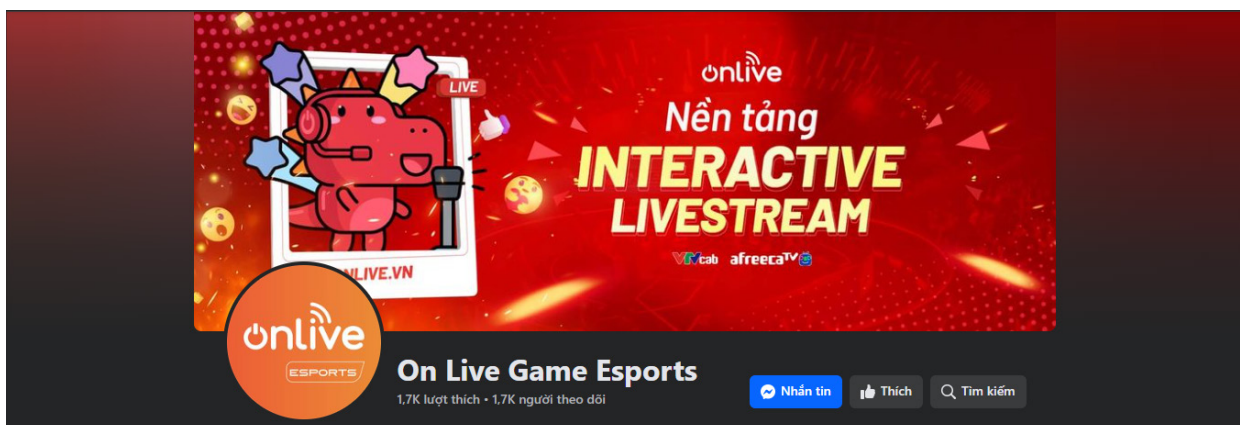 LIVE
onlive
Nền tảng
INTERACTIVE
LIVESTREAM
VTVcab afreecaTV
NLIVE.VN
onlive
ESPORTS
On Live Game Esports
1,7K lượt thích • 1,7K người theo dõi
Nhắn tin
Thích
Tìm kiếm